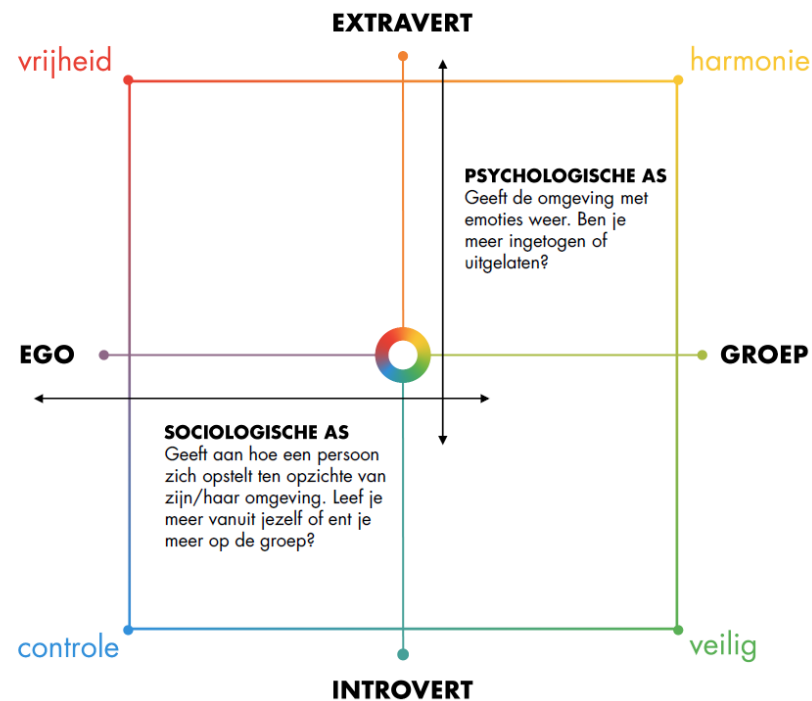 EXTRAVERT
vrijheid
harmonie
PSYCHOLOGISCHE AS
Geeft de omgeving met
emoties weer. Ben je
meer ingetogen of
uitgelaten?
EGO
GROEP
SOCIOLOGISCHE AS
Geeft aan hoe een persoon
zich opstelt ten opzichte van
zijn/haar omgeving. Leef je
meer vanuit jezelf of ent je
meer op de groep?
controle
veilig
INTROVERT